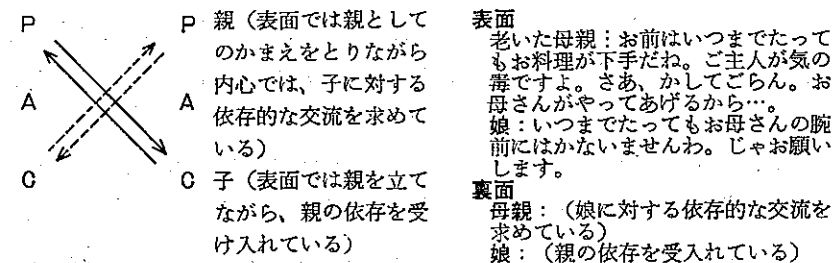 P
A
C
P
A
C
親（表面では親として
のかまえをとりながら
内心では、子に対する
依存的な交流を求めて
いる）
子（表面では親を立て
ながら、親の依存を受
け入れている）
表面
老いた母親：お前はいつまでたって
もお料理が下手だね。ご主人が気の
毒ですよ。さあ、かしてごらん。お
母さんがやってあげるから…。
娘：いつまでたってもお母さんの腕
前にはかないませんわ。じゃお願い
します。
裏面
母親：（娘に対する依存的な交流を
求めている）
娘：（親の依存を受入れている）